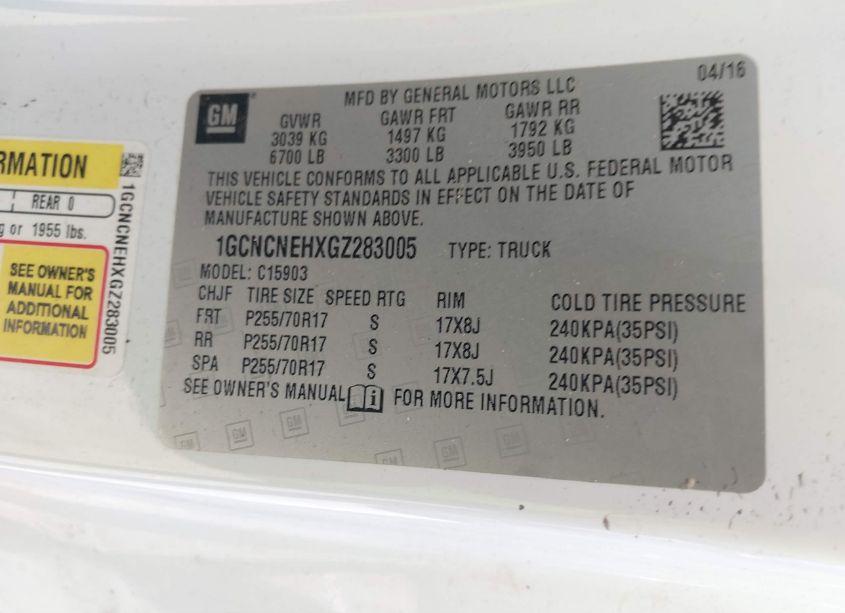 GM
MFD BY GENERAL MOTORS LLC
04/16
GVWR GAWR FRT GAWR RR
3039 KG 1497 KG 1792 KG
6700 LB 3300 LB 3950 LB
THIS VEHICLE CONFORMS TO ALL APPLICABLE U.S. FEDERAL MOTOR
VEHICLE SAFETY STANDARDS IN EFFECT ON THE DATE OF
MANUFACTURE SHOWN ABOVE.
1GCNCNEHXGZ283005 TYPE: TRUCK
MODEL: C15903
CHJF TIRE SIZE SPEED RTG RIM COLD TIRE PRESSURE
FRT P255/70R17 S 17X8J 240KPA(35PSI)
RR P255/70R17 S 17X8J 240KPA(35PSI)
SPA P255/70R17 S 17X7.5J 240KPA(35PSI)
SEE OWNER'S MANUAL i FOR MORE INFORMATION.
RMATION
REAR 0
g or 1955 lbs.
SEE OWNER'S
MANUAL FOR
ADDITIONAL
INFORMATION
1GCNCNEHXGZ283005